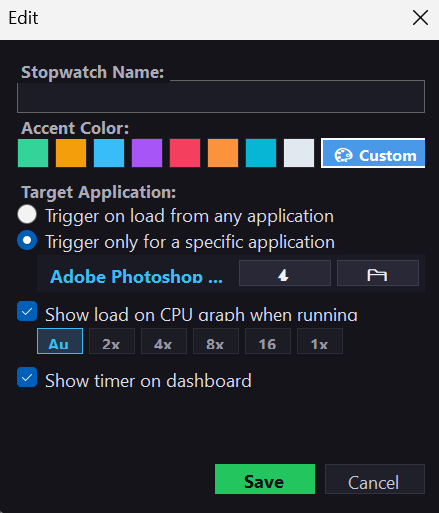 Edit
Stopwatch Name:
Accent Color:
Custom
Target Application:
Trigger on load from any application
Trigger only for a specific application
Adobe Photoshop ...
Show load on CPU graph when running
Au 2x 4x 8x 16 1x
Show timer on dashboard
Save Cancel